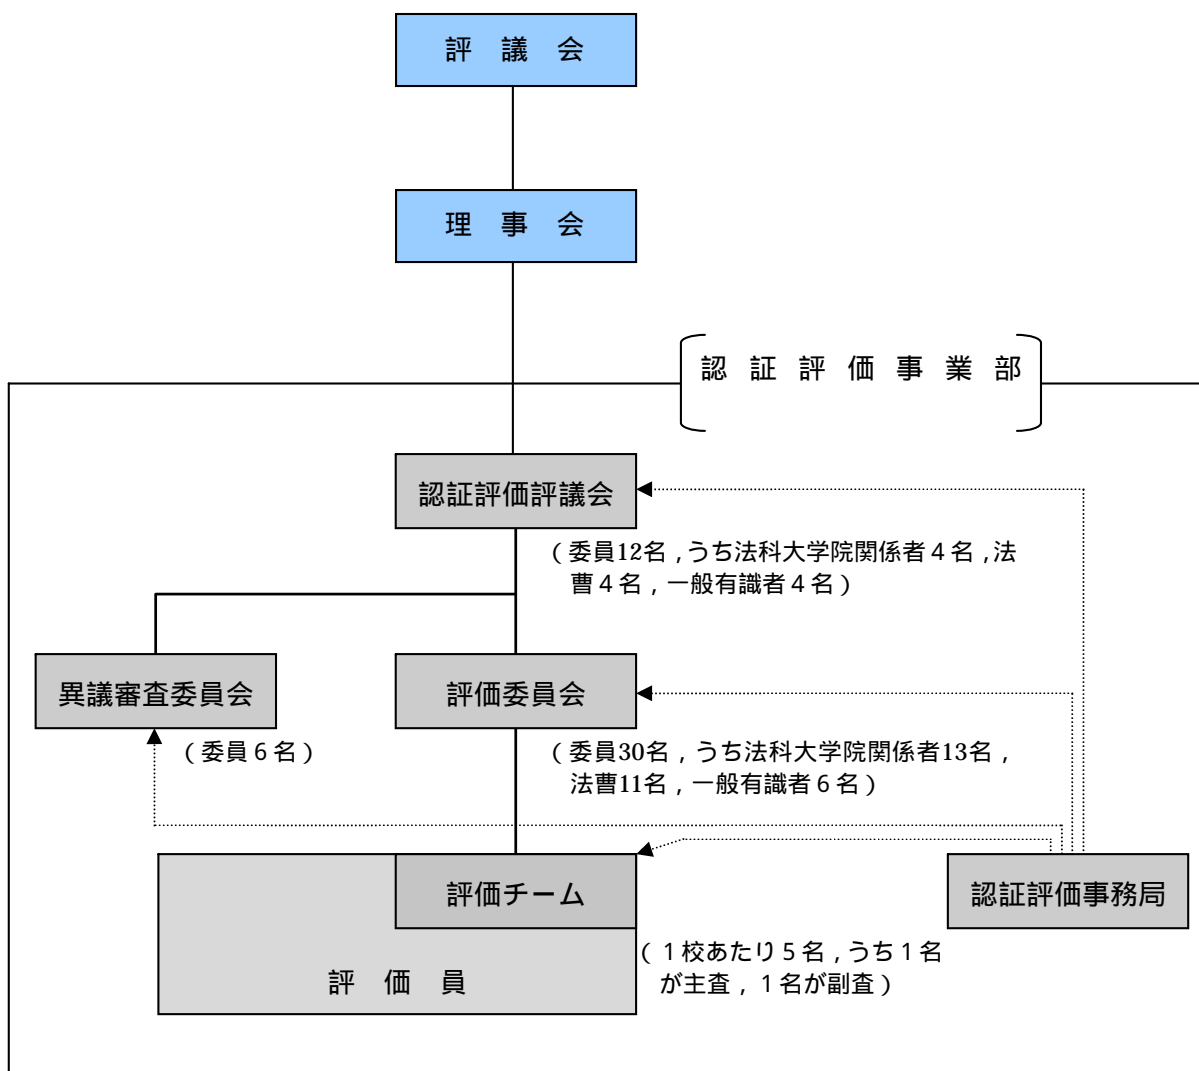 評　議　会
理　事　会
認　証　評　価　事　業　部
認証評価評議会
（委員12名，うち法科大学院関係者４名，法
曹４名，一般有識者４名）
異議審査委員会
評価委員会
（委員６名）
（委員30名，うち法科大学院関係者13名，
法曹11名，一般有識者６名）
評価チーム
認証評価事務局
（１校あたり５名，うち１名
が主査，１名が副査）
評　価　員